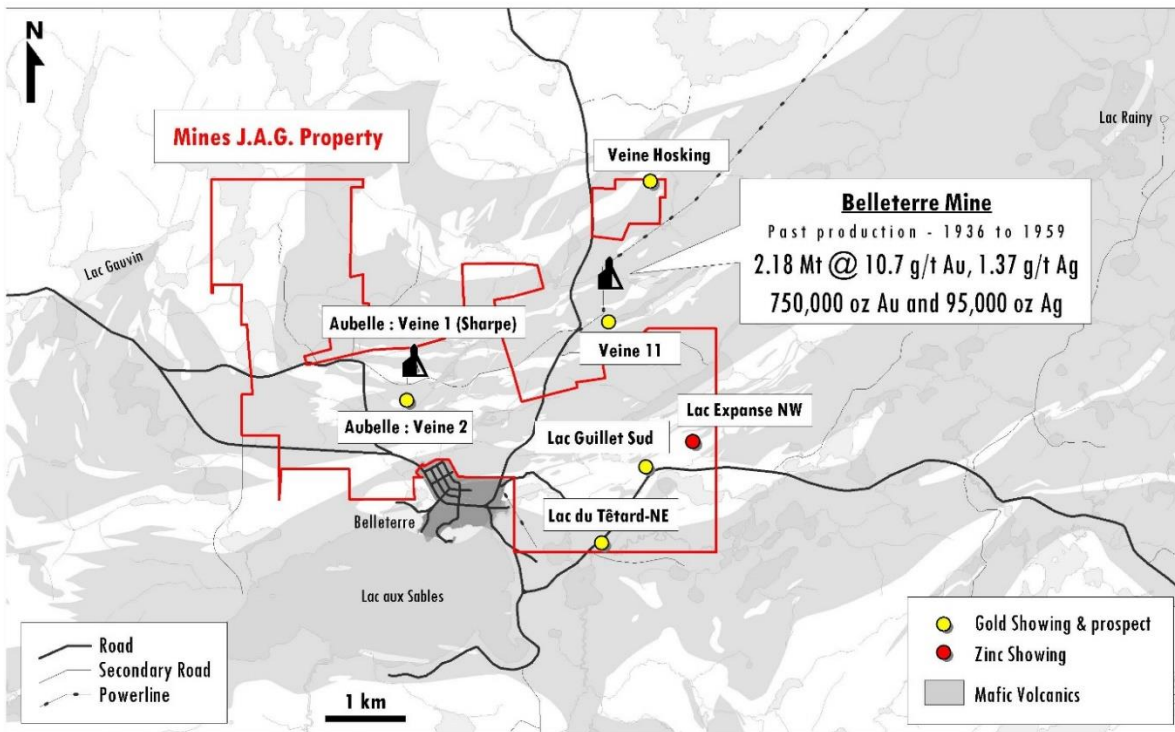 N
Mines J.A.G. Property
Lac Rainy
Veine Hosking
Belleterre Mine
Past production - 1936 to 1959
2.18 Mt @ 10.7 g/t Au, 1.37 g/t Ag
750,000 oz Au and 95,000 oz Ag
Lac Gauvin
Aubelle : Veine 1 (Sharpe)
Veine 11
Aubelle : Veine 2
Lac Expanse NW
Lac Guillet Sud
Lac du Têtard-NE
Belleterre
Lac aux Sables
Road
Secondary Road
Powerline
1 km
Gold Showing & prospect
Zinc Showing
Mafic Volcanics